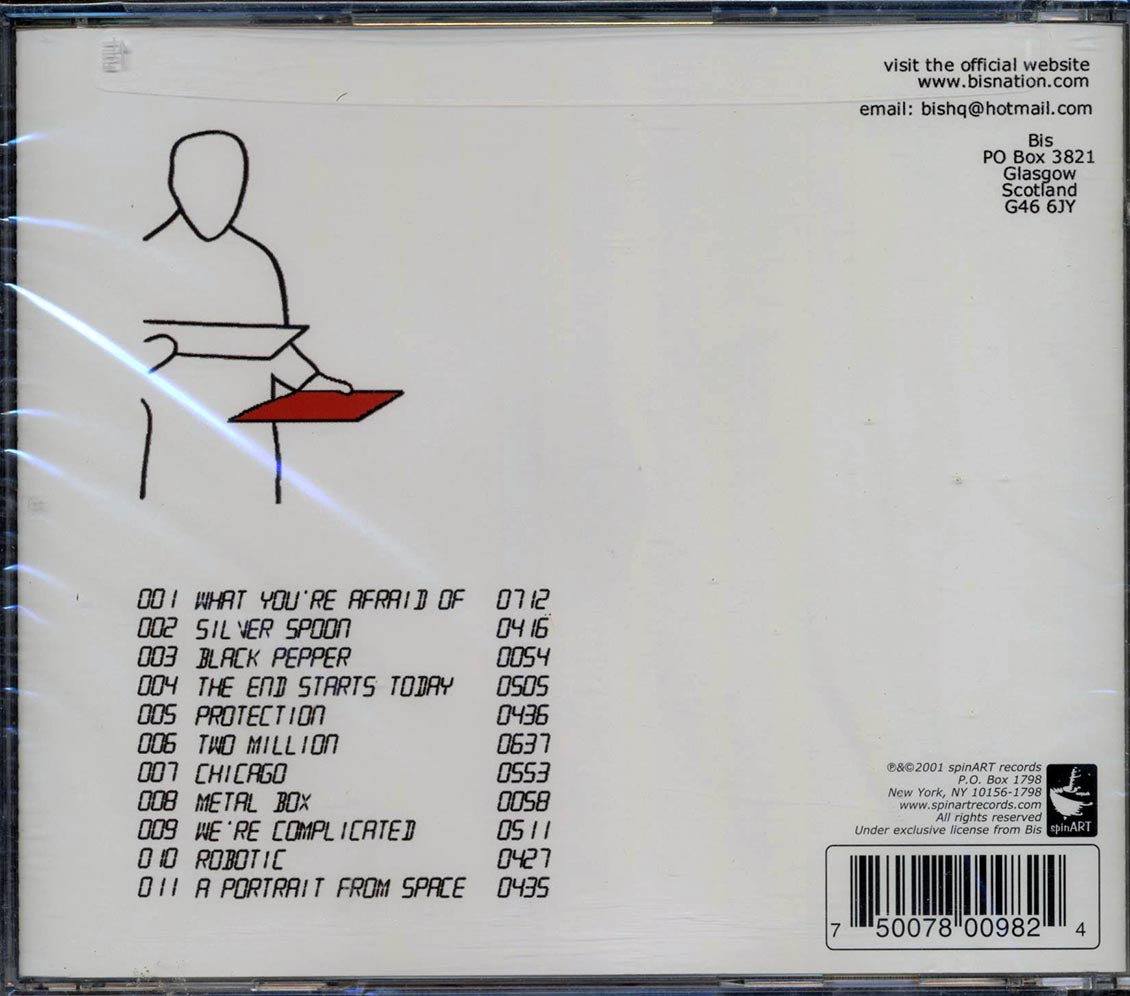 visit the official website
www.bisnation.com
email: bishq@hotmail.com
Bis
PO Box 3821
Glasgow
Scotland
G46 6JY
001 WHAT YOU'RE AFRAID OF 0712
002 SILVER SPOON 0416
003 BLACK PEPPER 0054
004 THE END STARTS TODAY 0505
005 PROTECTION 0436
006 TWO MILLION 0637
007 CHICAGO 0553
008 METAL BOX 0058
009 WE'RE COMPLICATED 0511
010 ROBOTIC 0427
011 A PORTRAIT FROM SPACE 0435
℗&©2001 spinART records
P.O. Box 1798
New York, NY 10156-1798
www.spinartrecords.com
All rights reserved
Under exclusive license from Bis
spinART
7 50078 00982 4